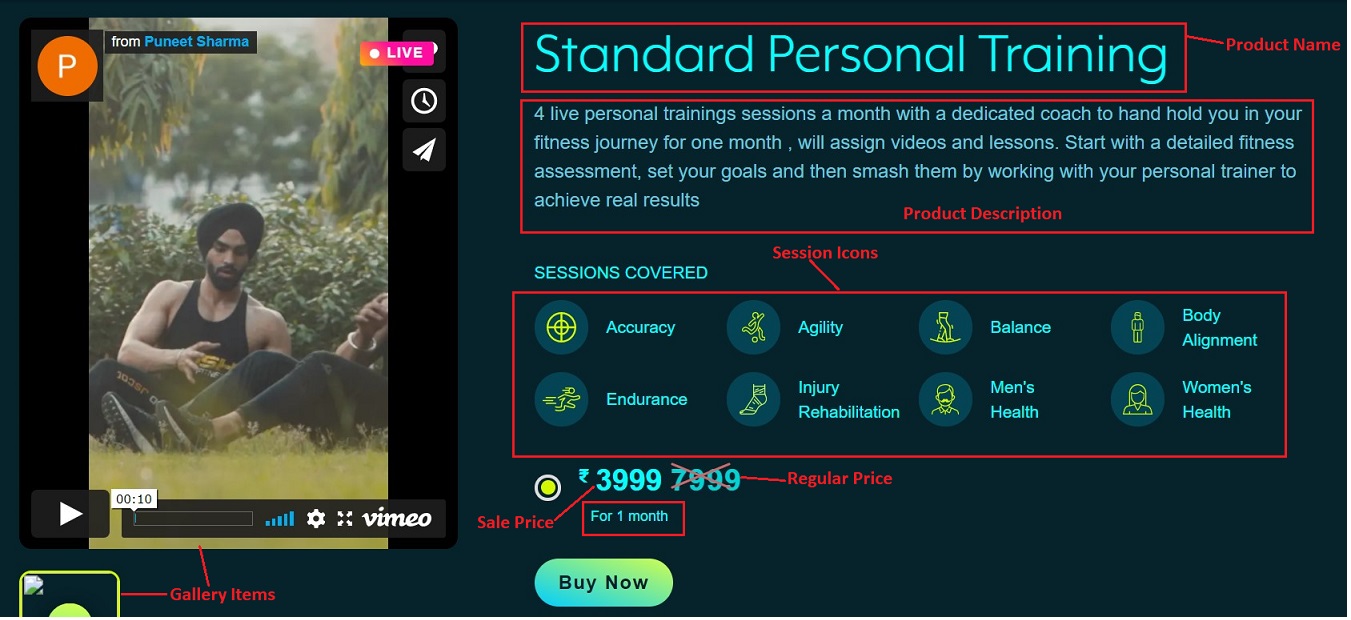 P
from Puneet Sharma
LIVE
Standard Personal Training
Product Name
4 live personal trainings sessions a month with a dedicated coach to hand hold you in your
fitness journey for one month , will assign videos and lessons. Start with a detailed fitness
assessment, set your goals and then smash them by working with your personal trainer to
achieve real results
Product Description
Session Icons
SESSIONS COVERED
Accuracy
Agility
Balance
Body
Alignment
Endurance
Injury
Rehabilitation
Men's
Health
Women's
Health
₹ 3999 7999
Regular Price
Sale Price
For 1 month
00:10
vimeo
Buy Now
Gallery Items